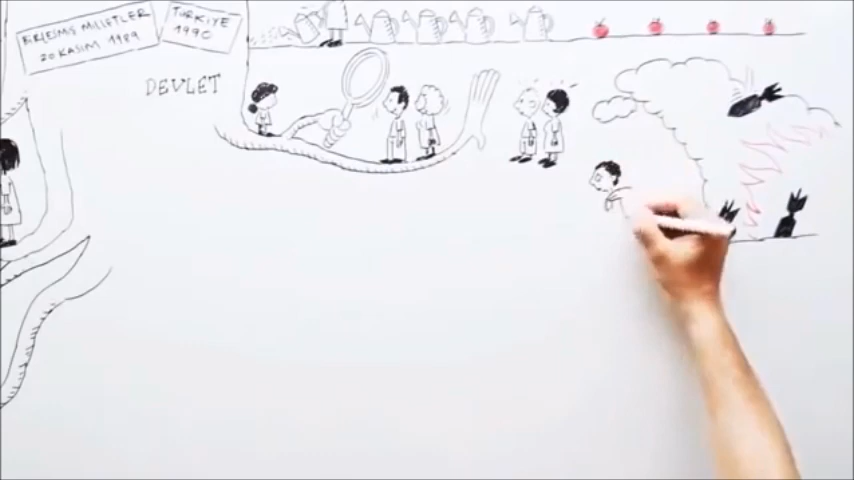 BİRLEŞMİŞ MİLLETLER
20 KASIM 1989
TÜRKİYE
1990
DEVLET